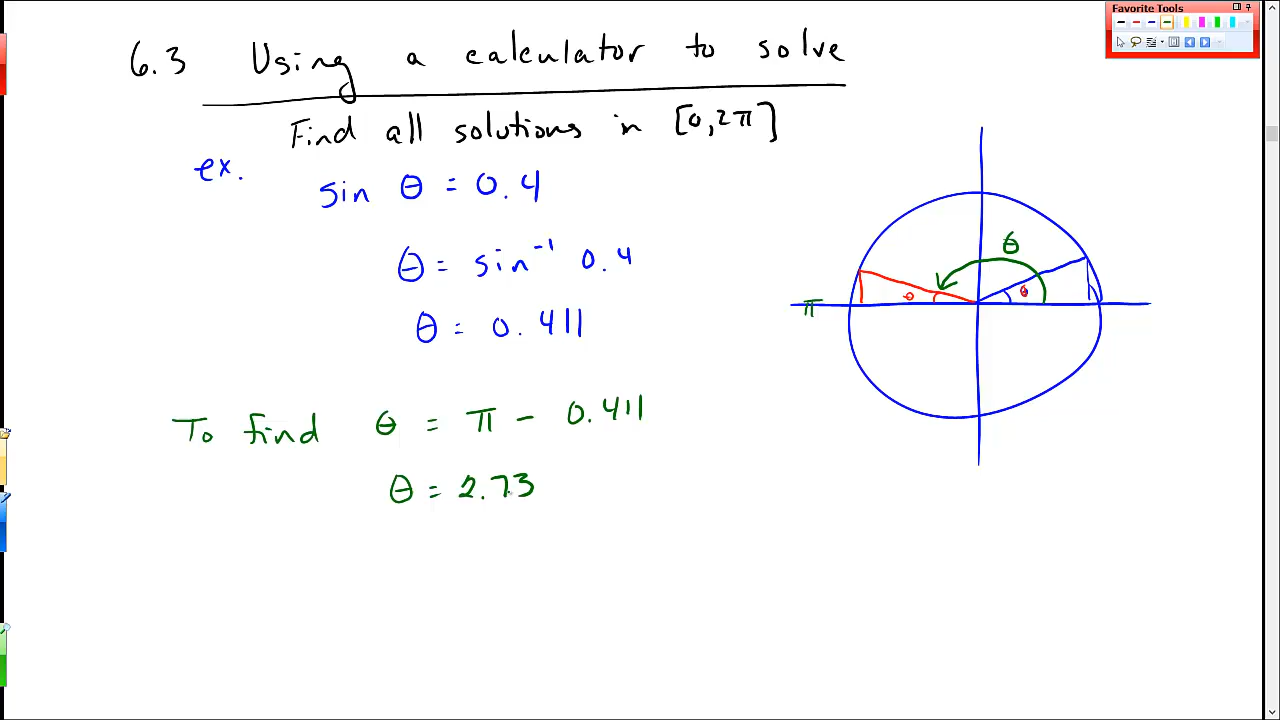 Favorite Tools
6.3 Using a calculator to solve
Find all solutions in [0,2π]
ex.
sin θ = 0.4
θ = sin⁻¹ 0.4
θ = 0.411
To find θ = π - 0.411
θ = 2.73
θ
π
θ
θ